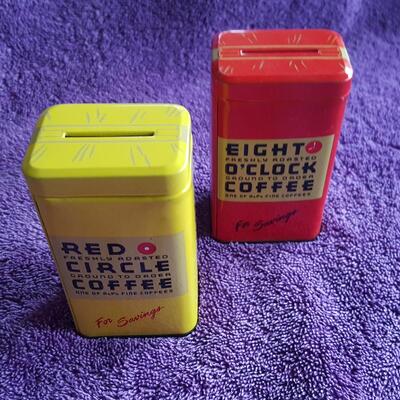 RED
FRESHLY ROASTED
CIRCLE
GROUND TO ORDER
COFFEE
ONE OF A&P's FINE COFFEES
For Savings
EIGHT
FRESHLY ROASTED
O'CLOCK
GROUND TO ORDER
COFFEE
ONE OF A&P's FINE COFFEES
For Savings